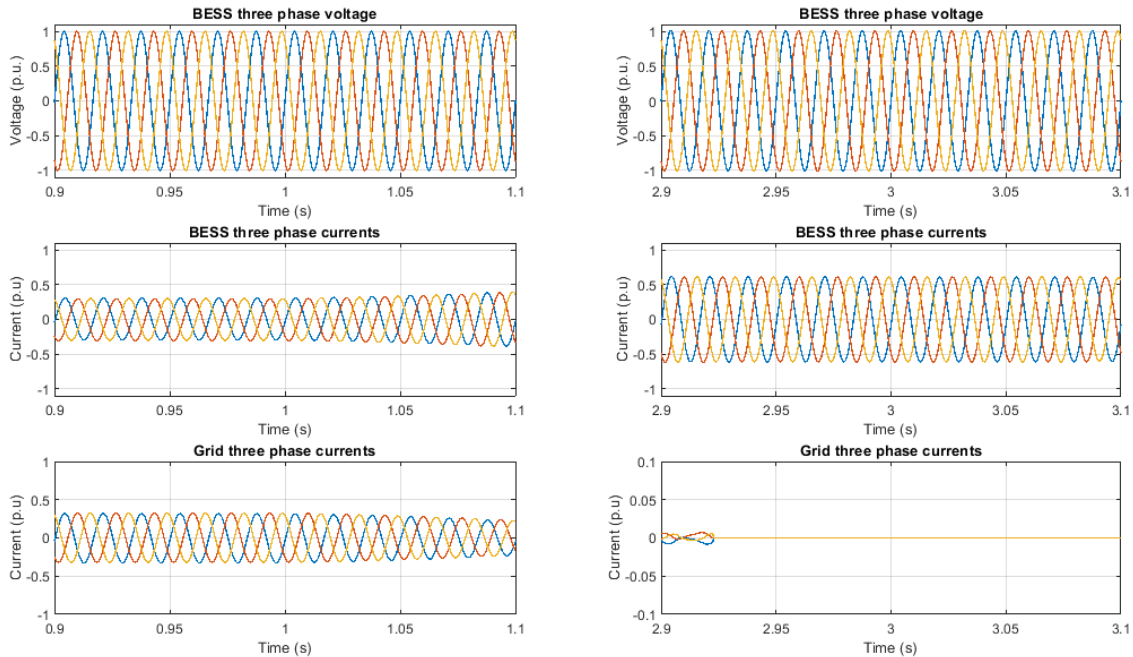 BESS three phase voltage
Voltage (p.u.)
1
0.5
0
-0.5
-1
0.9 0.95 1 1.05 1.1
Time (s)
BESS three phase voltage
Voltage (p.u.)
1
0.5
0
-0.5
-1
2.9 2.95 3 3.05 3.1
Time (s)
BESS three phase currents
Current (p.u)
1
0.5
0
-0.5
-1
0.9 0.95 1 1.05 1.1
Time (s)
BESS three phase currents
Current (p.u)
1
0.5
0
-0.5
-1
2.9 2.95 3 3.05 3.1
Time (s)
Grid three phase currents
Current (p.u)
1
0.5
0
-0.5
-1
0.9 0.95 1 1.05 1.1
Time (s)
Grid three phase currents
Current (p.u)
0.1
0.05
0
-0.05
-0.1
2.9 2.95 3 3.05 3.1
Time (s)